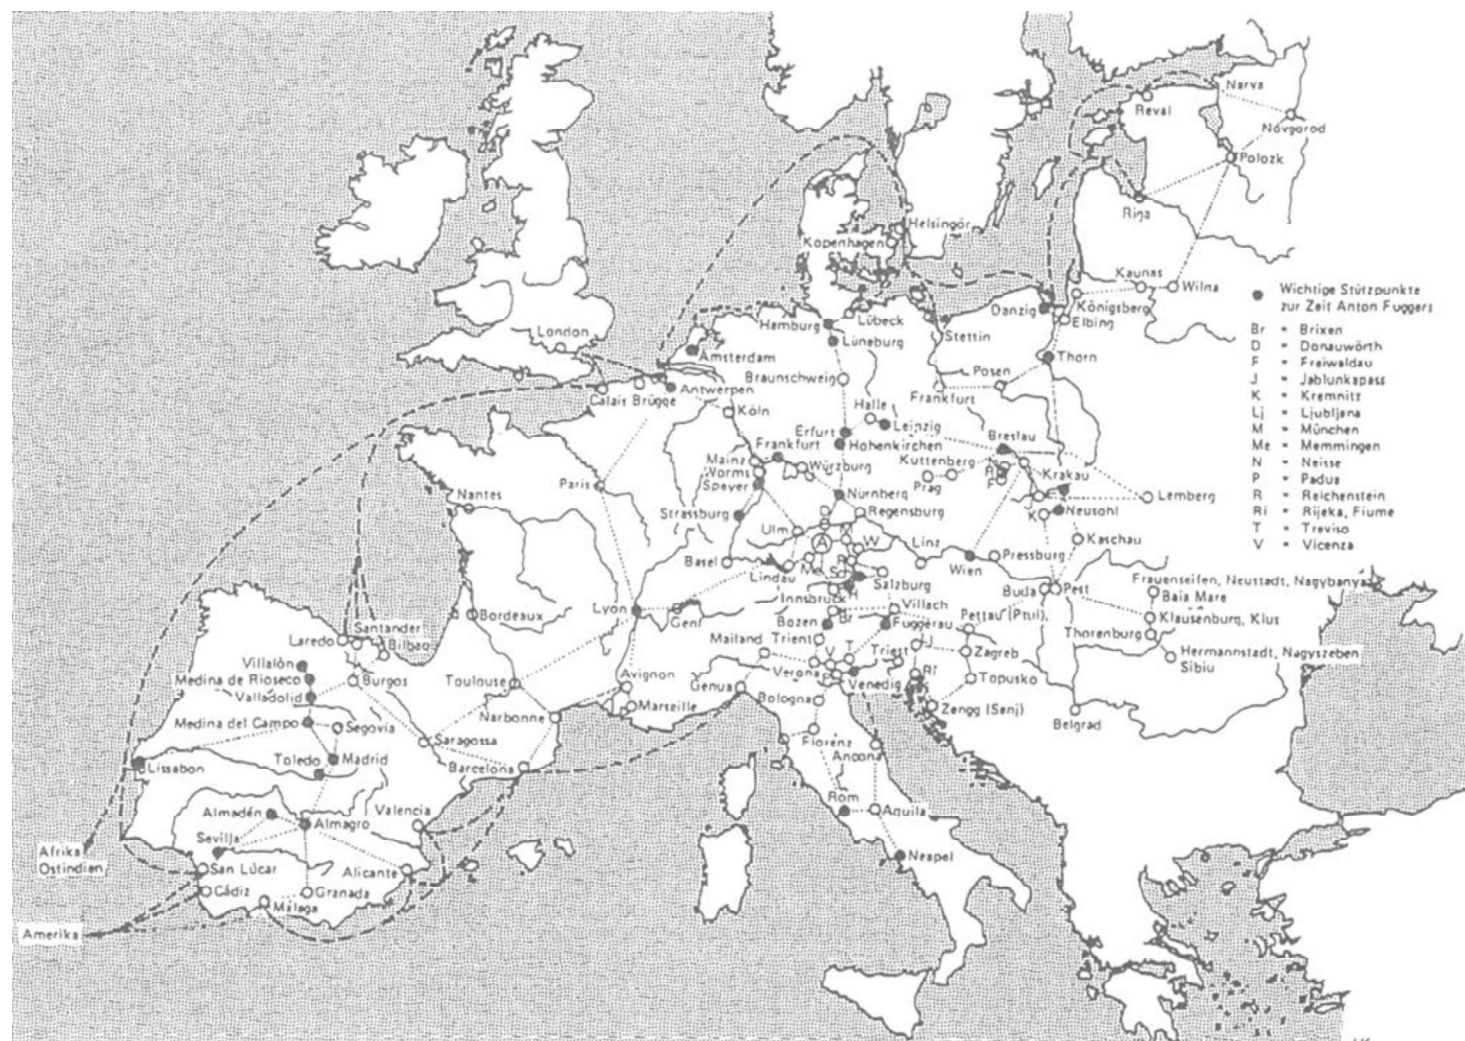 Narva
Reval
Novgorod
Polozk
Riga
Helsingör
Kopenhagen
Kaunas
Wilna
Königsberg
Danzig
Elbing
Lübeck
Hamburg
Stettin
Lüneburg
London
Amsterdam
Thorn
Braunschweig
Posen
Frankfurt
Antwerpen
Calais Brügge
Köln
Halle
Leipzig
Erfurt
Hohenkirchen
Breslau
Frankfurt
Mainz
Worms
Speyer
Würzburg
Kuttenberg
Prag
R
N
F
Krakau
J
Lemberg
Paris
Nantes
Nürnberg
Regensburg
Strassburg
K
Neusohl
Ulm
D
A
M
W
Linz
Kaschau
Basel
Me
Lindau
Wien
Pressburg
R
S
Salzburg
Innsbruck
H
Buda
Pest
Frauenseifen, Neustadt, Nagybanya
Baia Mare
Lyon
Genf
Bordeaux
Villach
Br
Bozen
Fuggerau
Pettau (Ptuj)
Klausenburg, Klus
Thorenburg
Santander
Laredo
Bilbao
Mailand
Trient
Lj
Zagreb
Hermannstadt, Nagyszeben
Sibiu
Villalón
Medina de Rioseco
Valladolid
Burgos
Toulouse
Avignon
Genua
Verona
V
T
P
Triest
Venedig
Ri
Topusko
Marseille
Bologna
Zengg (Senj)
Belgrad
Medina del Campo
Segovia
Narbonne
Saragossa
Florenz
Ancona
Lissabon
Toledo
Madrid
Barcelona
Almadén
Almagro
Valencia
Rom
Aquila
Sevilla
Neapel
Afrika
Ostindien
San Lúcar
Alicante
Cádiz
Granada
Málaga
Amerika
Wichtige Stützpunkte
zur Zeit Anton Fuggers
Br = Brixen
D = Donauwörth
F = Freiwaldau
J = Jablunkapass
K = Kremnitz
Lj = Ljubljana
M = München
Me = Memmingen
N = Neisse
P = Padua
R = Reichenstein
Ri = Rijeka, Fiume
T = Treviso
V = Vicenza